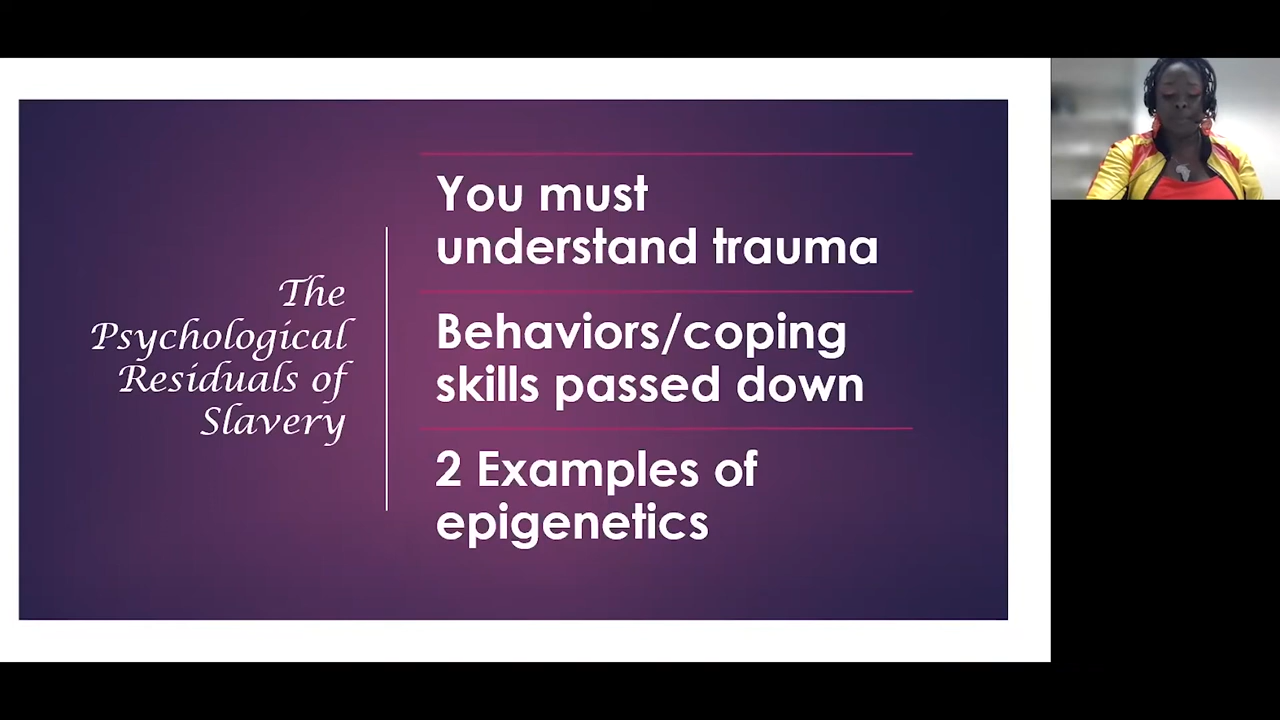 The
Psychological
Residuals of
Slavery
You must
understand trauma
Behaviors/coping
skills passed down
2 Examples of
epigenetics